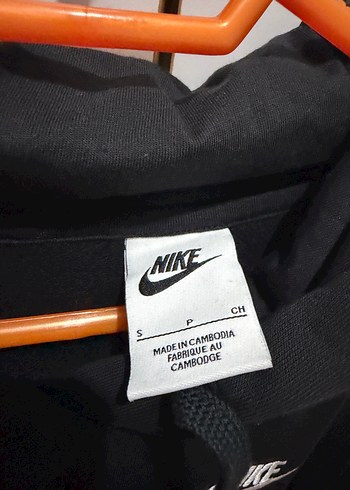 NIKE
S P CH
MADE IN CAMBODIA
FABRIQUE AU
CAMBODGE